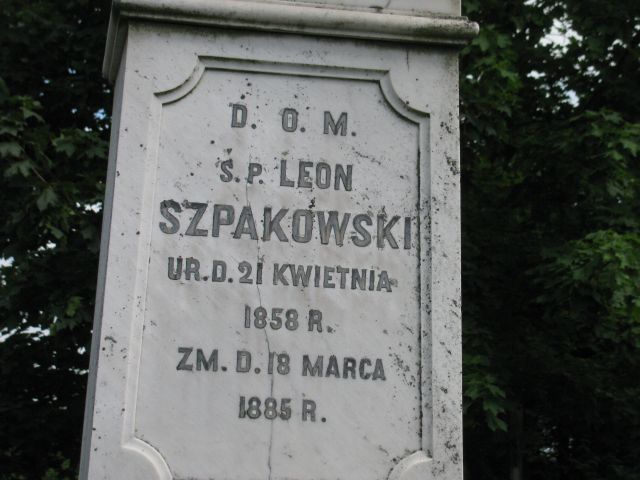 D. O. M.
Ś.P. LEON
SZPAKOWSKI
UR.D. 21 KWIETNIA
1858 R.
ZM. D. 18 MARCA
1885 R.